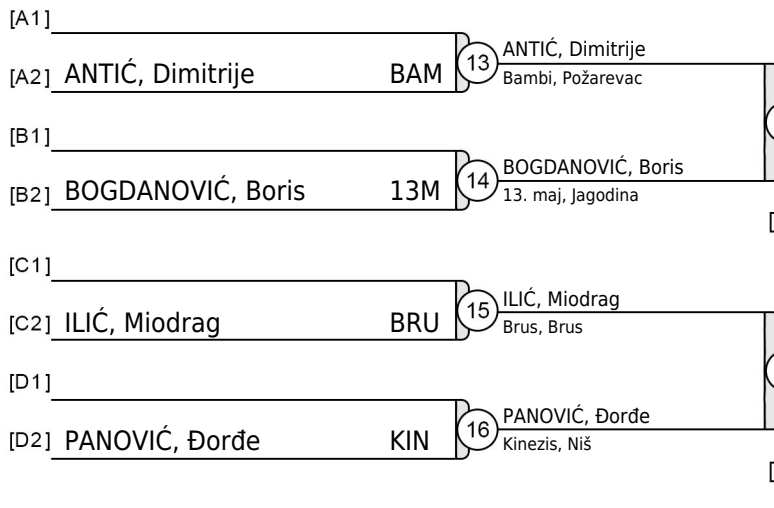 [A1]
[A2] ANTIĆ, Dimitrije BAM
13
ANTIĆ, Dimitrije
Bambi, Požarevac
[B1]
[B2] BOGDANOVIĆ, Boris 13M
14
BOGDANOVIĆ, Boris
13. maj, Jagodina
[C1]
[C2] ILIĆ, Miodrag BRU
15
ILIĆ, Miodrag
Brus, Brus
[D1]
[D2] PANOVIĆ, Đorđe KIN
16
PANOVIĆ, Đorđe
Kinezis, Niš